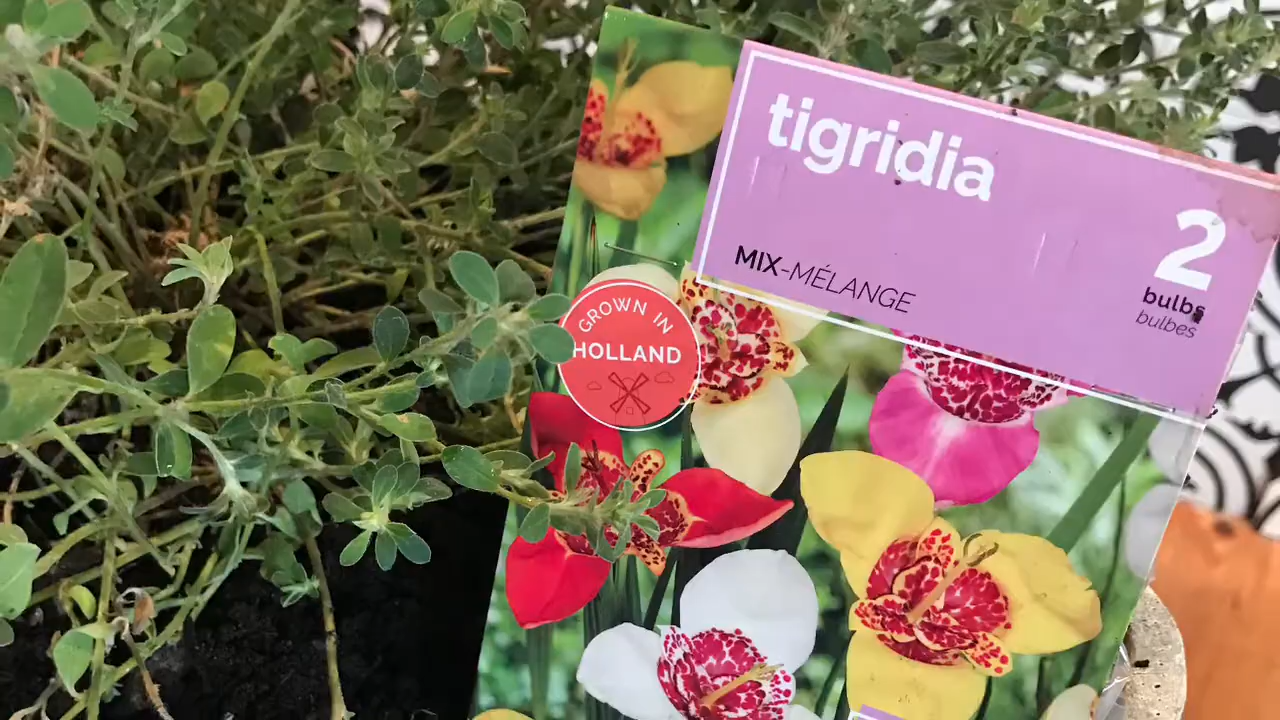 tigridia
MIX-MÉLANGE
2
bulbs
bulbes
GROWN IN
HOLLAND